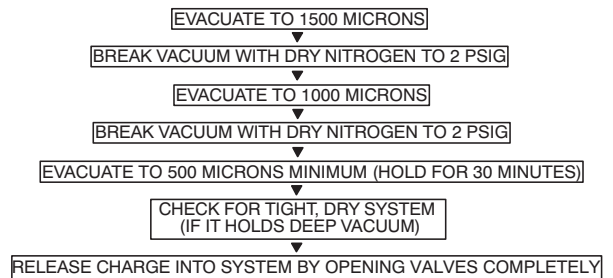 EVACUATE TO 1500 MICRONS
BREAK VACUUM WITH DRY NITROGEN TO 2 PSIG
EVACUATE TO 1000 MICRONS
BREAK VACUUM WITH DRY NITROGEN TO 2 PSIG
EVACUATE TO 500 MICRONS MINIMUM (HOLD FOR 30 MINUTES)
CHECK FOR TIGHT, DRY SYSTEM
(IF IT HOLDS DEEP VACUUM)
RELEASE CHARGE INTO SYSTEM BY OPENING VALVES COMPLETELY